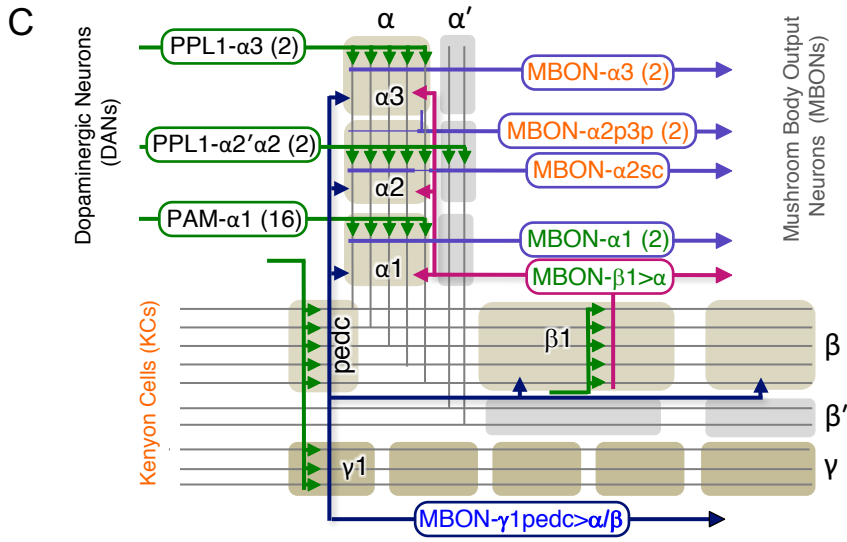 C
α α′
PPL1-α3 (2)
MBON-α3 (2)
α3
MBON-α2p3p (2)
PPL1-α2′α2 (2)
MBON-α2sc
α2
PAM-α1 (16)
MBON-α1 (2)
α1
MBON-β1>α
pedc
β1
β
β′
γ1
γ
MBON-γ1pedc>α/β
Dopaminergic Neurons
(DANs)
Kenyon Cells (KCs)
Mushroom Body Output
Neurons (MBONs)